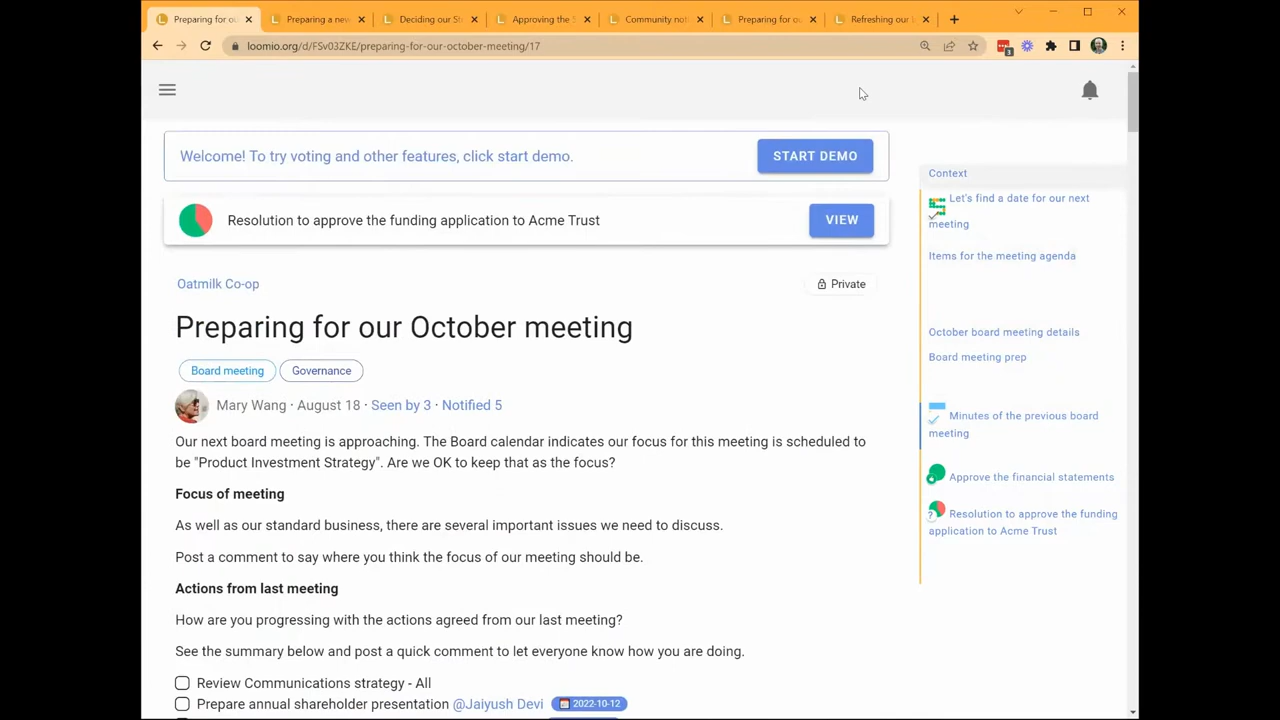 Preparing for ou
Preparing a new
Deciding our St
Approving the S
Community not
Preparing for ou
Refreshing our
loomio.org/d/FSv03ZKE/preparing-for-our-october-meeting/17
3
Welcome! To try voting and other features, click start demo.
START DEMO
Context
Let's find a date for our next
meeting
Resolution to approve the funding application to Acme Trust
VIEW
Items for the meeting agenda
Oatmilk Co-op
Private
Preparing for our October meeting
October board meeting details
Board meeting prep
Board meeting
Governance
Mary Wang · August 18 · Seen by 3 · Notified 5
Minutes of the previous board
meeting
Our next board meeting is approaching. The Board calendar indicates our focus for this meeting is scheduled to
be "Product Investment Strategy". Are we OK to keep that as the focus?
Approve the financial statements
Focus of meeting
Resolution to approve the funding
application to Acme Trust
As well as our standard business, there are several important issues we need to discuss.
Post a comment to say where you think the focus of our meeting should be.
Actions from last meeting
How are you progressing with the actions agreed from our last meeting?
See the summary below and post a quick comment to let everyone know how you are doing.
Review Communications strategy - All
Prepare annual shareholder presentation @Jaiyush Devi 2022-10-12